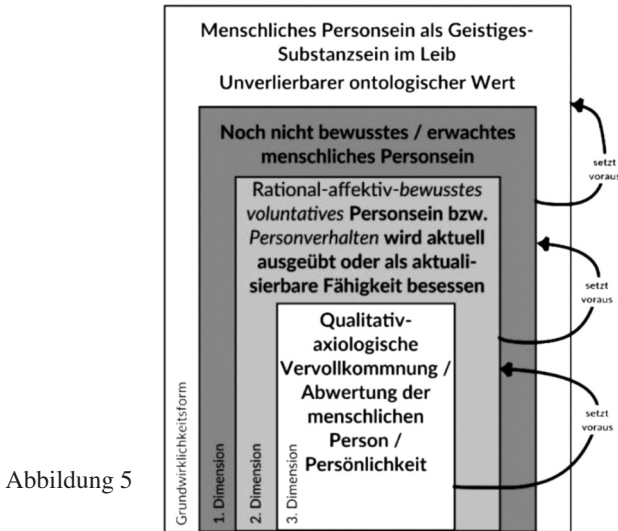 Menschliches Personsein als Geistiges-
Substanzsein im Leib
Unverlierbarer ontologischer Wert
Noch nicht bewusstes / erwachtes
menschliches Personsein
Rational-affektiv-bewusstes
voluntatives Personsein bzw.
Personverhalten wird aktuell
ausgeübt oder als aktuali-
sierbare Fähigkeit besessen
Qualitativ-
axiologische
Vervollkommnung /
Abwertung der
menschlichen
Person /
Persönlichkeit
Grundwirklichkeitsform
1. Dimension
2. Dimension
3. Dimension
setzt
voraus
setzt
voraus
setzt
voraus
Abbildung 5